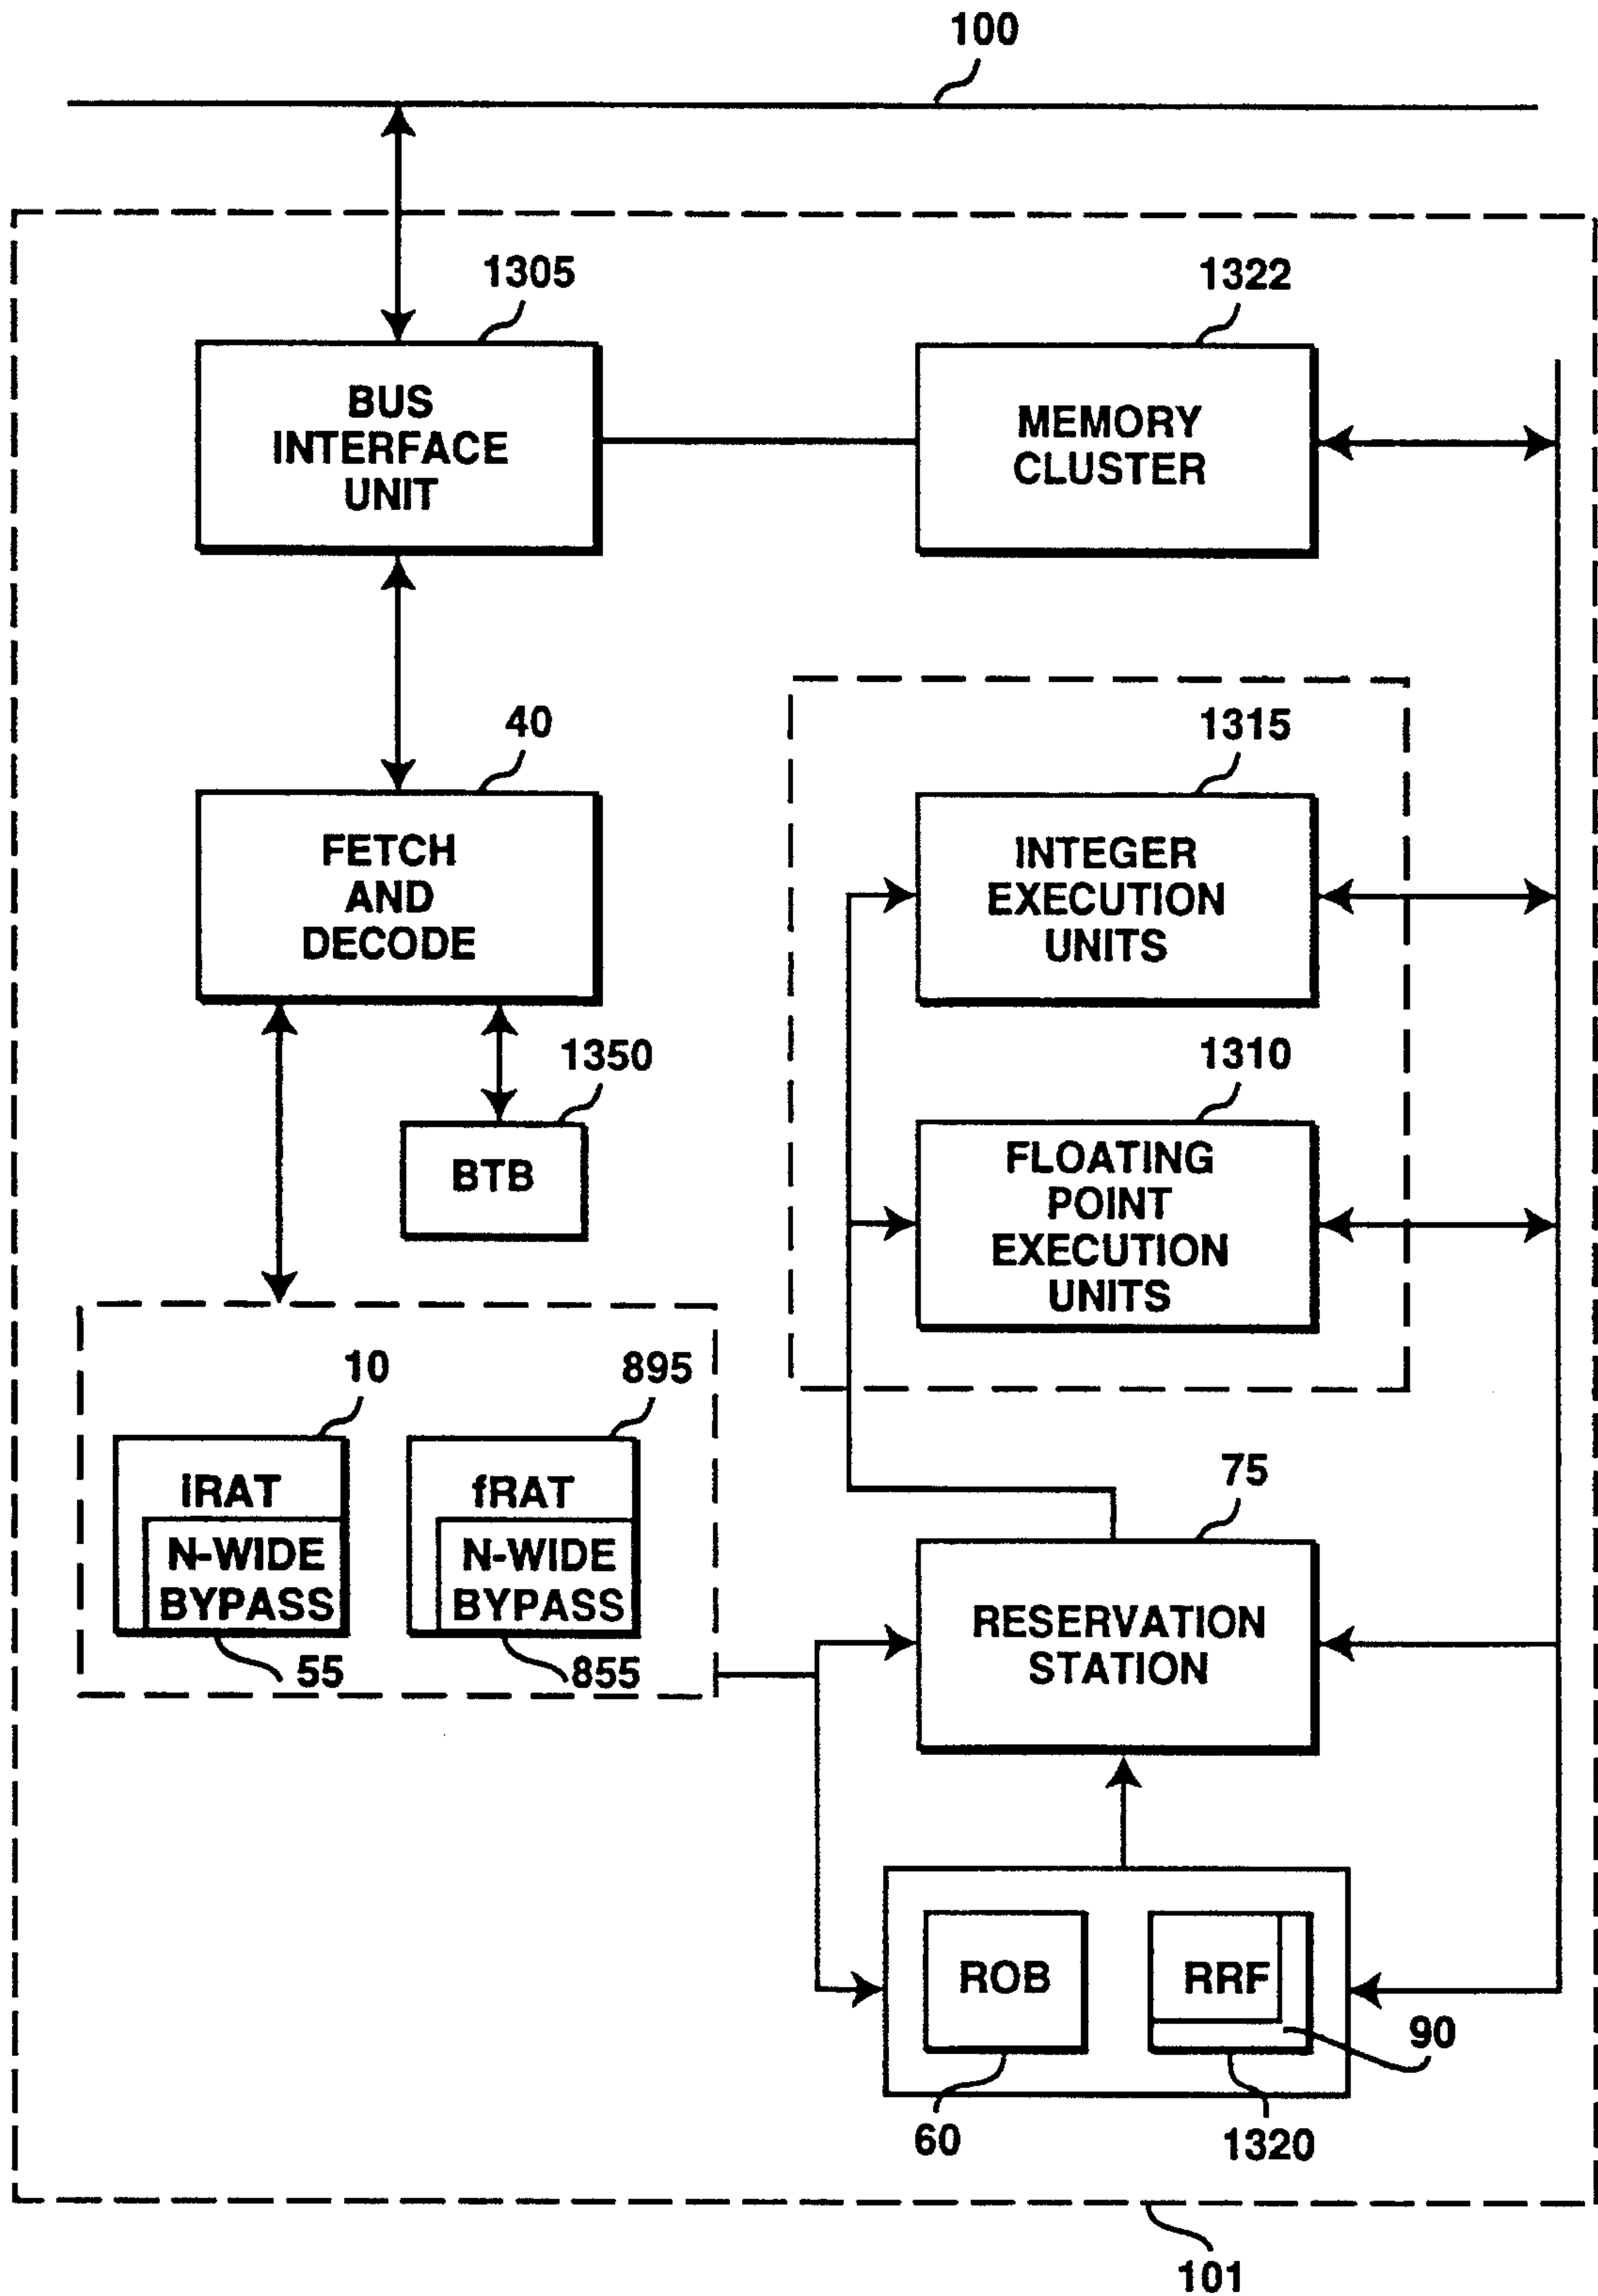 100
1305
1322
BUS
INTERFACE
UNIT
MEMORY
CLUSTER
40
1315
FETCH
AND
DECODE
INTEGER
EXECUTION
UNITS
1350
1310
BTB
FLOATING
POINT
EXECUTION
UNITS
10
895
iRAT
N-WIDE
BYPASS
fRAT
N-WIDE
BYPASS
55
855
75
RESERVATION
STATION
ROB
RRF
90
60
1320
101